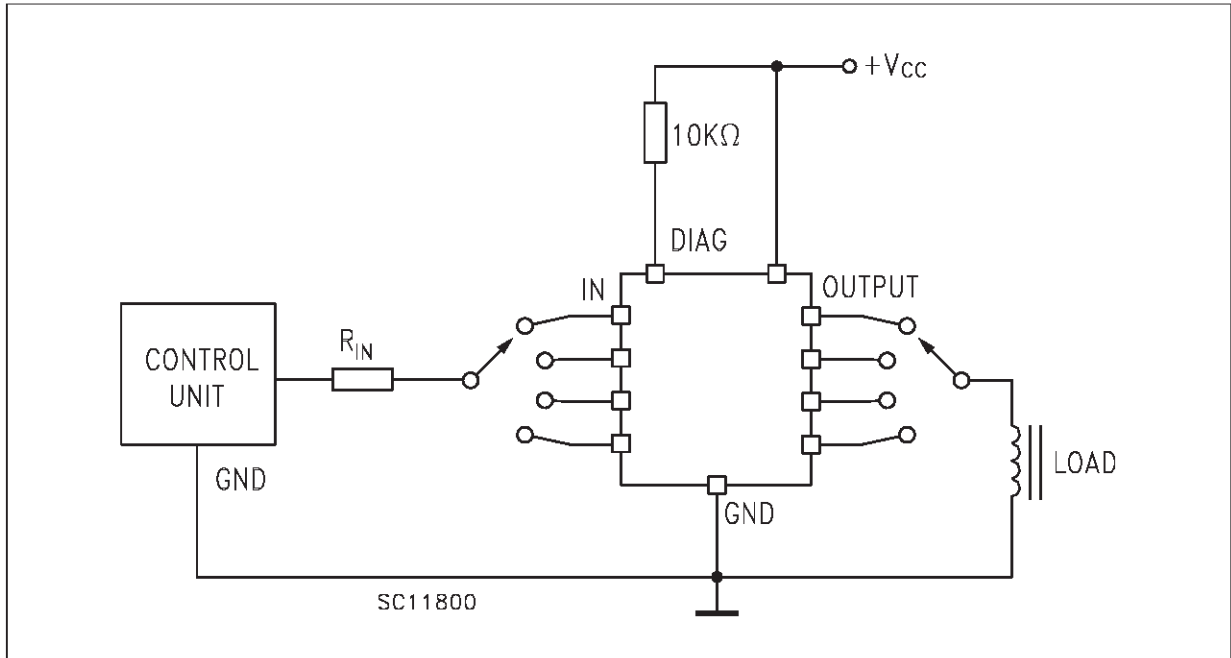 +VCC
10KΩ
DIAG
IN
OUTPUT
RIN
CONTROL
UNIT
LOAD
GND
GND
SC11800